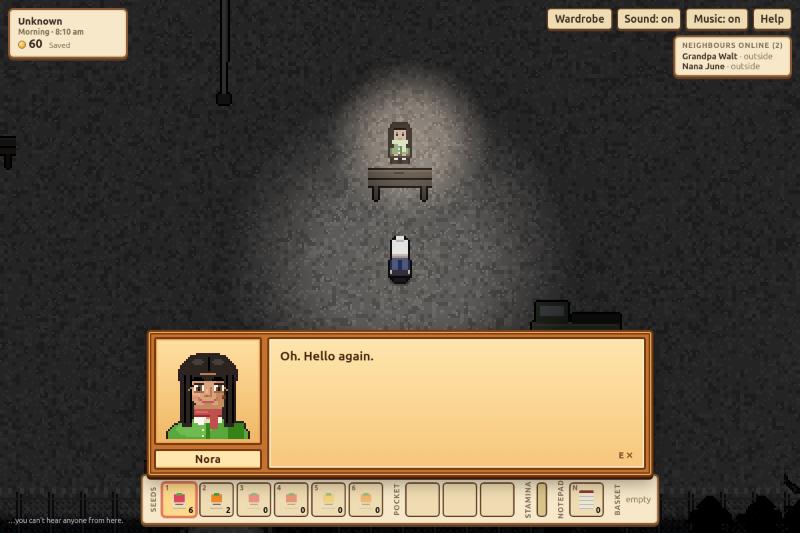 Unknown
Morning · 8:10 am
60 Saved
Wardrobe
Sound: on
Music: on
Help
NEIGHBOURS ONLINE (2)
Grandpa Walt · outside
Nana June · outside
Oh. Hello again.
Nora
E ✕
SEEDS
1
6
2
2
3
0
4
0
5
0
6
0
POCKET
STAMINA
NOTEPAD
N
0
BASKET
empty
...you can't hear anyone from here.